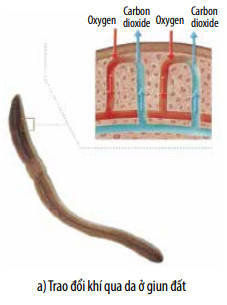 Oxygen
Carbon
dioxide
Oxygen
Carbon
dioxide
a) Trao đổi khí qua da ở giun đất